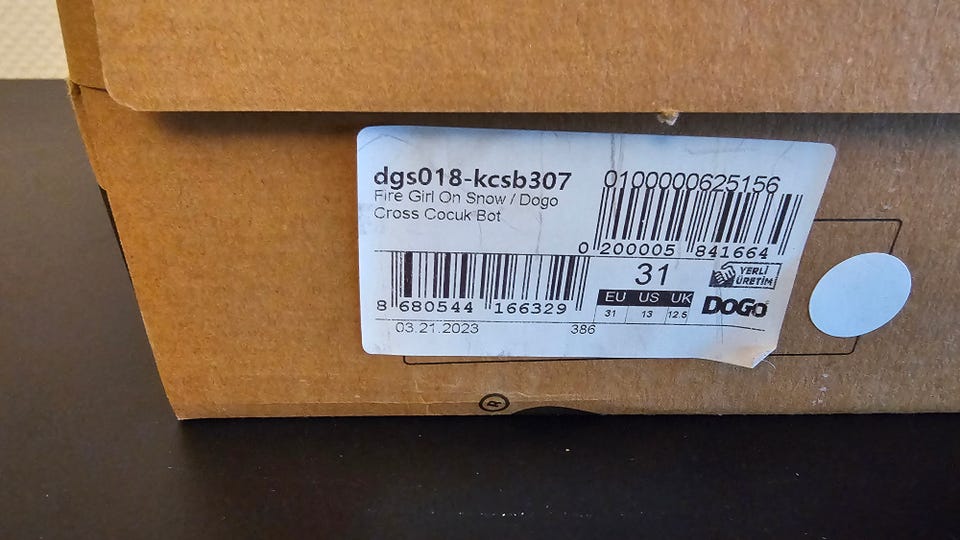 dgs018-kcsb307
Fire Girl On Snow / Dogo
Cross Cocuk Bot
0100000625156
0 200005 841664
8 680544 166329
31
YERLİ
ÜRETİM
EU US UK
31 13 12.5
DOGO
03.21.2023 386
®